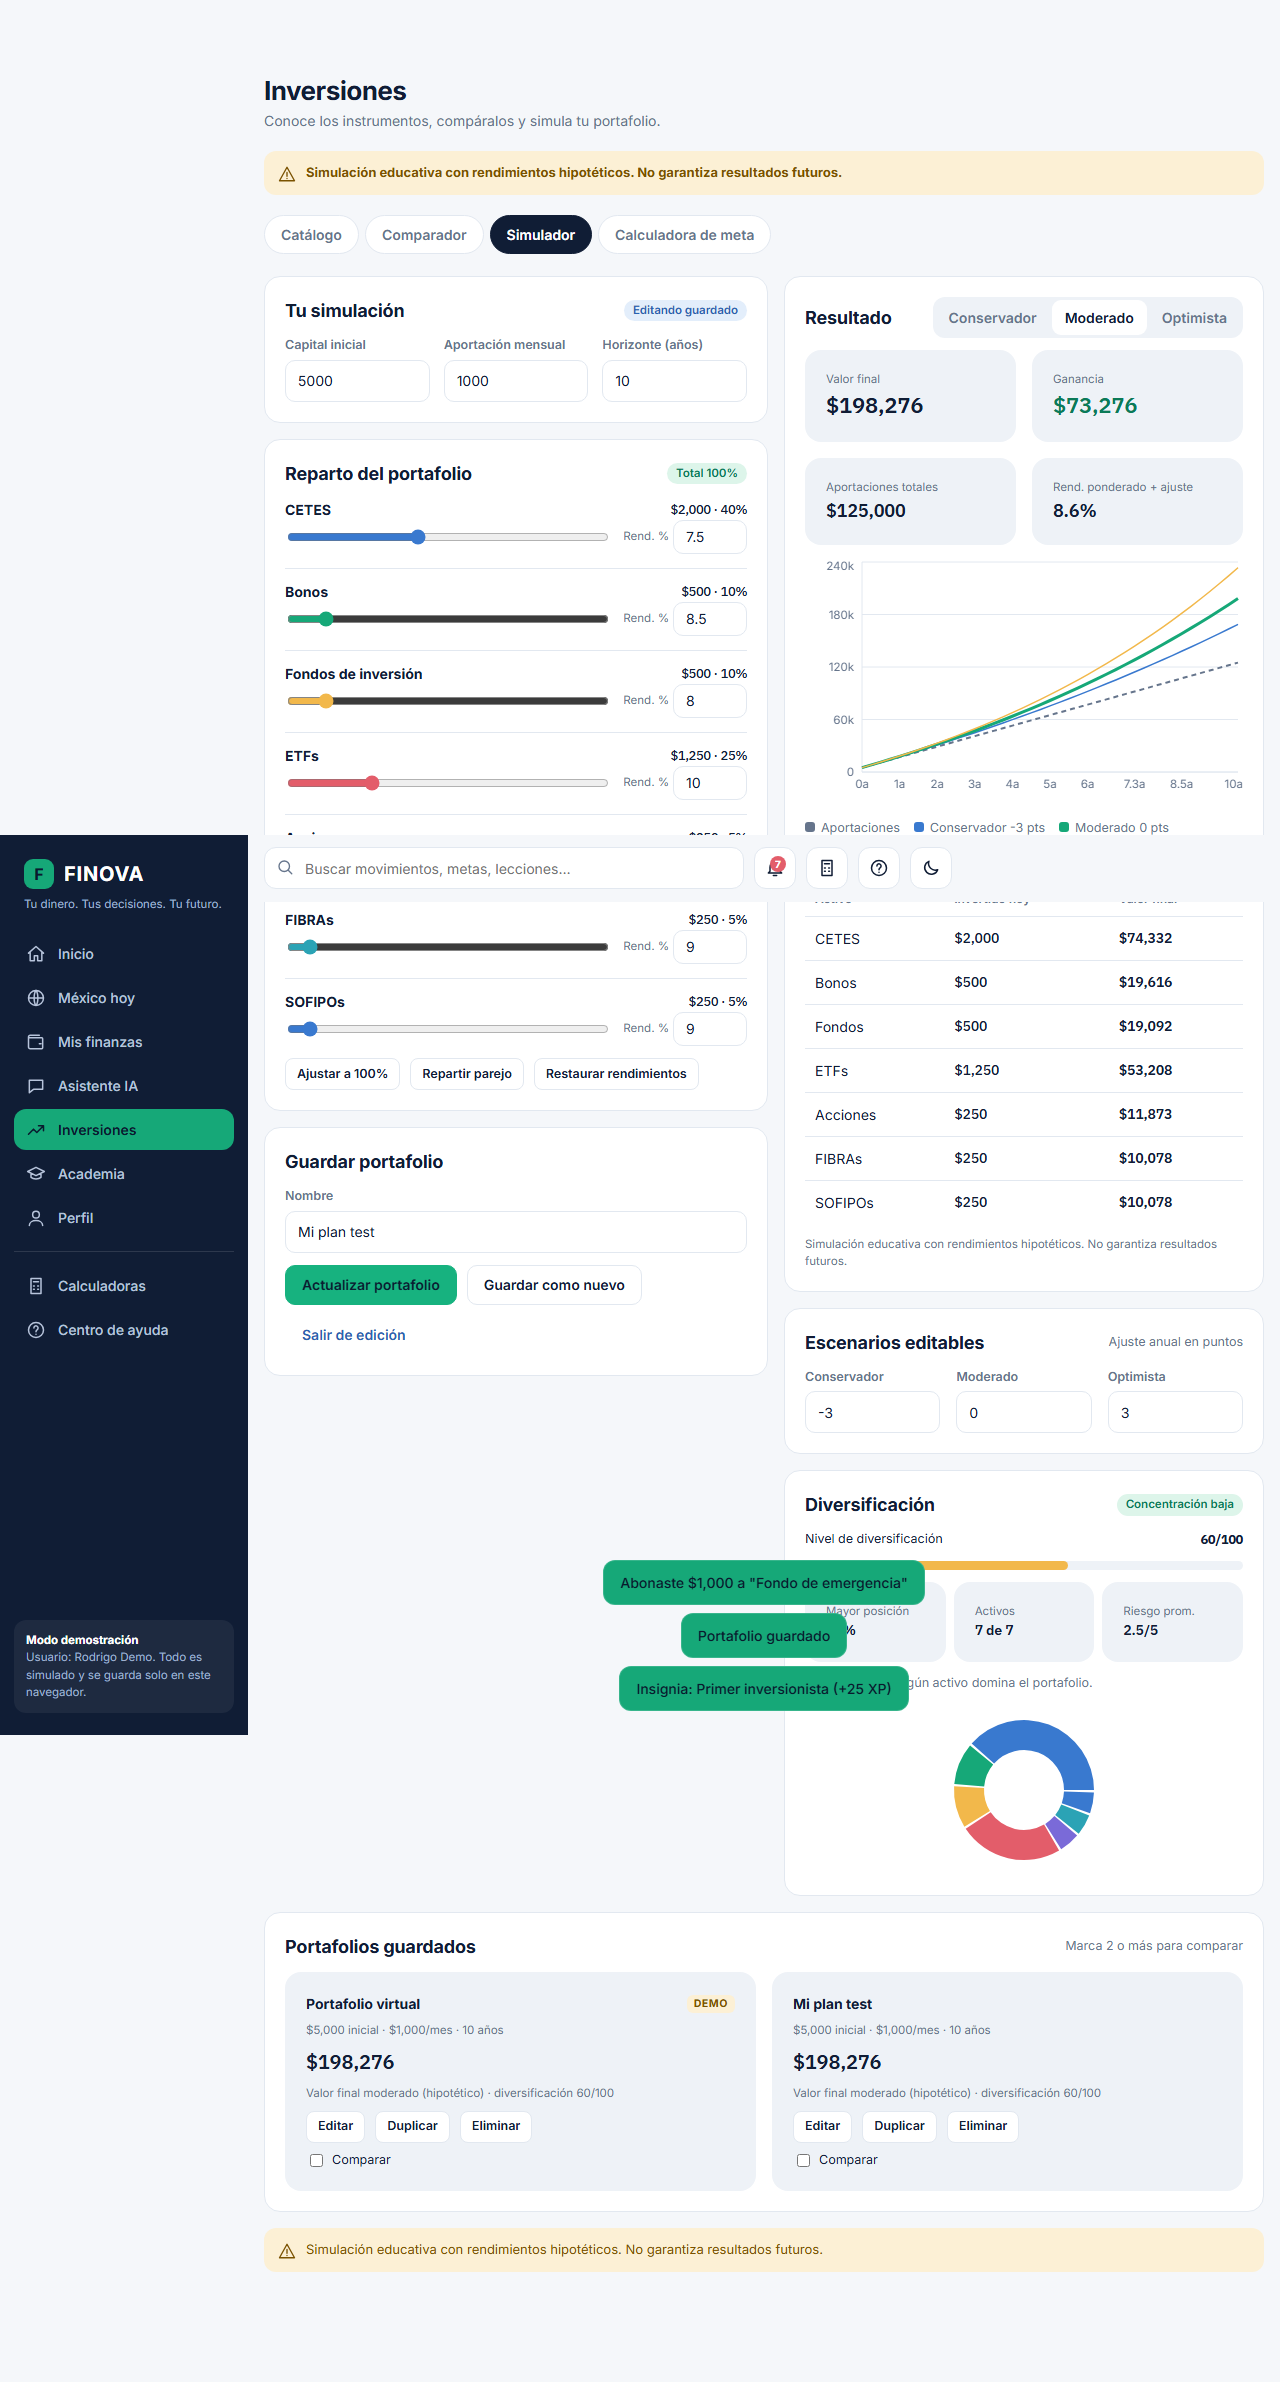 Inversiones
Conoce los instrumentos, compáralos y simula tu portafolio.
Simulación educativa con rendimientos hipotéticos. No garantiza resultados futuros.
Catálogo
Comparador
Simulador
Calculadora de meta
Tu simulación
Editando guardado
Capital inicial
Aportación mensual
Horizonte (años)
5000
1000
10
Reparto del portafolio
Total 100%
CETES
$2,000 · 40%
Rend. %
7.5
Bonos
$500 · 10%
Rend. %
8.5
Fondos de inversión
$500 · 10%
Rend. %
8
ETFs
$1,250 · 25%
Rend. %
10
FIBRAs
$250 · 5%
Rend. %
9
SOFIPOs
$250 · 5%
Rend. %
9
Ajustar a 100%
Repartir parejo
Restaurar rendimientos
Guardar portafolio
Nombre
Mi plan test
Actualizar portafolio
Guardar como nuevo
Salir de edición
Resultado
Conservador
Moderado
Optimista
Valor final
$198,276
Ganancia
$73,276
Aportaciones totales
$125,000
Rend. ponderado + ajuste
8.6%
240k
180k
120k
60k
0
0a 1a 2a 3a 4a 5a 6a 7.3a 8.5a 10a
Aportaciones
Conservador -3 pts
Moderado 0 pts
CETES $2,000 $74,332
Bonos $500 $19,616
Fondos $500 $19,092
ETFs $1,250 $53,208
Acciones $250 $11,873
FIBRAs $250 $10,078
SOFIPOs $250 $10,078
Simulación educativa con rendimientos hipotéticos. No garantiza resultados
futuros.
Escenarios editables
Ajuste anual en puntos
Conservador
Moderado
Optimista
-3
0
3
Diversificación
Concentración baja
Nivel de diversificación
60/100
Mayor posición
%
Activos
7 de 7
Riesgo prom.
2.5/5
activo domina el portafolio.
Abonaste $1,000 a "Fondo de emergencia"
Portafolio guardado
Insignia: Primer inversionista (+25 XP)
F
FINOVA
Tu dinero. Tus decisiones. Tu futuro.
Inicio
México hoy
Mis finanzas
Asistente IA
Inversiones
Academia
Perfil
Calculadoras
Centro de ayuda
Modo demostración
Usuario: Rodrigo Demo. Todo es
simulado y se guarda solo en este
navegador.
Buscar movimientos, metas, lecciones...
7
Portafolios guardados
Marca 2 o más para comparar
Portafolio virtual
DEMO
$5,000 inicial · $1,000/mes · 10 años
$198,276
Valor final moderado (hipotético) · diversificación 60/100
Editar
Duplicar
Eliminar
Comparar
Mi plan test
$5,000 inicial · $1,000/mes · 10 años
$198,276
Valor final moderado (hipotético) · diversificación 60/100
Editar
Duplicar
Eliminar
Comparar
Simulación educativa con rendimientos hipotéticos. No garantiza resultados futuros.